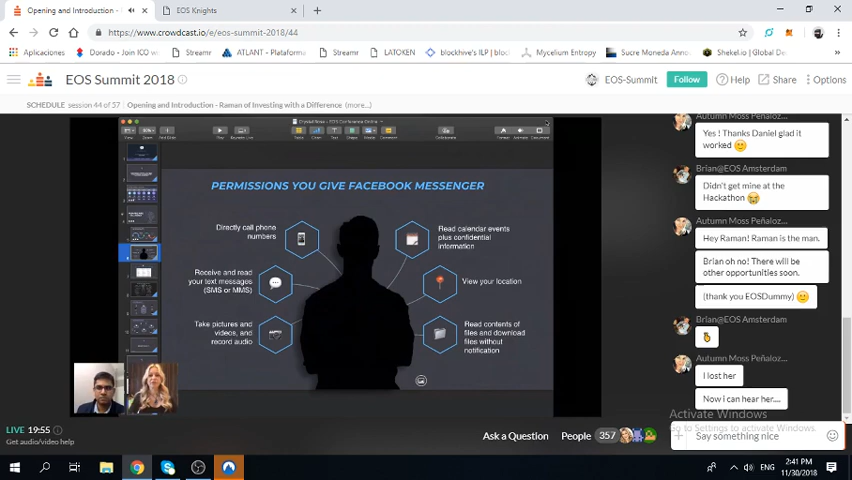 Opening and Introduction -
EOS Knights
https://www.crowdcast.io/e/eos-summit-2018/44
Aplicaciones
Dorado - Join ICO w
Streamr
ATLANT - Plataforma
Streamr
LATOKEN
blockhive's ILP | bloc
Mycelium Entropy
Sucre Moneda Anó
Shekel.io | Global De
EOS Summit 2018
EOS-Summit
Follow
Help
Share
Options
SCHEDULE session 44 of 57 Opening and Introduction - Raman of Investing with a Difference (more...)
PERMISSIONS YOU GIVE FACEBOOK MESSENGER
Directly call phone
numbers
Read calendar events
plus confidential
information
Receive and read
your text messages
(SMS or MMS)
View your location
Take pictures and
videos, and
record audio
Read contents of
files and download
files without
notification
Autumn Moss Peñaloz...
Yes ! Thanks Daniel glad it
worked
Brian@EOS Amsterdam
Didn't get mine at the
Hackathon
Autumn Moss Peñaloz...
Hey Raman! Raman is the man.
Brian oh no! There will be
other opportunities soon.
(thank you EOSDummy)
Brian@EOS Amsterdam
Autumn Moss Peñaloz...
I lost her
Now i can hear her....
Activate Windows
Go to Settings to activate Windows.
Say something nice
LIVE 19:55
Get audio/video help
Ask a Question
People 357
ENG
2:41 PM
11/30/2018